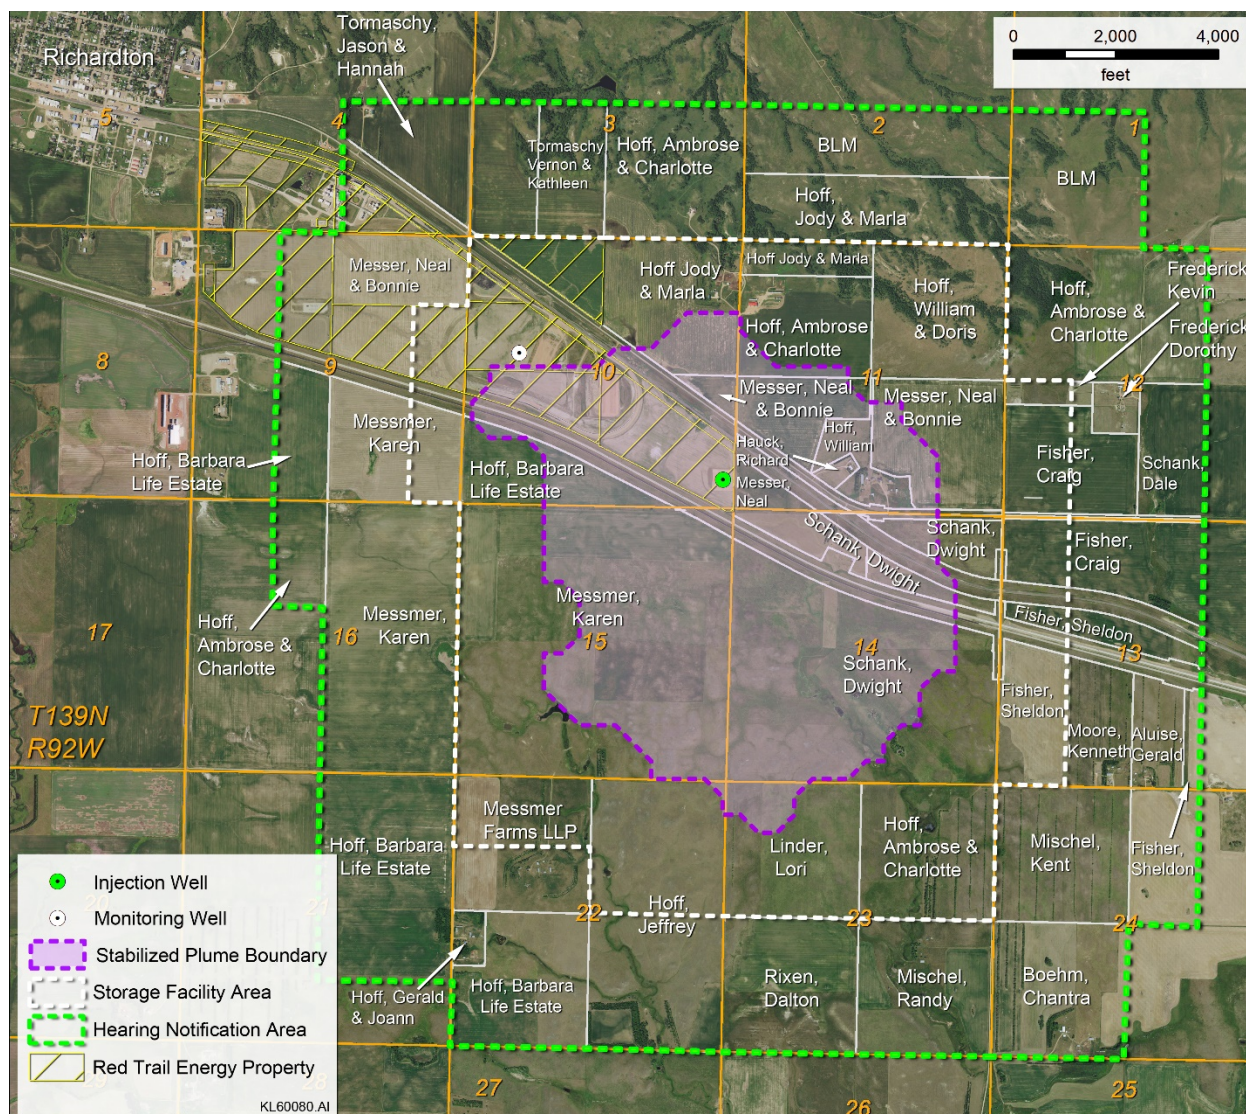 Richardton
Tormaschy,
Jason &
Hannah
0 2,000 4,000
feet
5
4
3
2
1
Tormaschy
Vernon &
Kathleen
Hoff, Ambrose
& Charlotte
BLM
Hoff,
Jody & Marla
BLM
Messer, Neal
& Bonnie
Hoff Jody
& Marla
Hoff Jody & Marla
Hoff,
William
& Doris
Hoff,
Ambrose &
Charlotte
Frederick
Kevin
Frederick
Dorothy
Hoff, Ambrose
& Charlotte
8
9
10
11
12
Messmer,
Karen
Messer, Neal
& Bonnie
Messer, Neal
& Bonnie
Hoff,
William
Hauck,
Richard
Messer,
Neal
Hoff, Barbara
Life Estate
Hoff, Barbara
Life Estate
Fisher,
Craig
Schank,
Dale
Schank, Dwight
Schank,
Dwight
Fisher,
Craig
Hoff,
Ambrose &
Charlotte
Messmer,
Karen
Messmer,
Karen
17
16
15
14
13
Schank,
Dwight
Fisher, Sheldon
Fisher,
Sheldon
Moore,
Kenneth
Aluise,
Gerald
T139N
R92W
Messmer
Farms LLP
Hoff, Barbara
Life Estate
Linder,
Lori
Hoff,
Ambrose &
Charlotte
Mischel,
Kent
Fisher,
Sheldon
20
21
22
23
24
Hoff,
Jeffrey
Hoff, Gerald
& Joann
Hoff, Barbara
Life Estate
Rixen,
Dalton
Mischel,
Randy
Boehm,
Chantra
29
28
27
26
25
Injection Well
Monitoring Well
Stabilized Plume Boundary
Storage Facility Area
Hearing Notification Area
Red Trail Energy Property
KL60080.AI